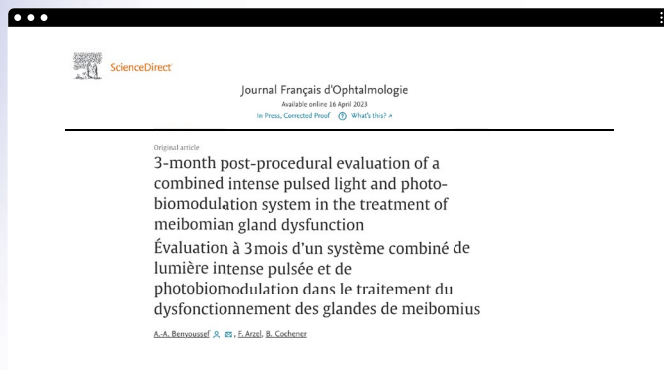 ScienceDirect
Journal Français d'Ophtalmologie
Available online 16 April 2023
In Press, Corrected Proof What's this?
Original article
3-month post-procedural evaluation of a
combined intense pulsed light and photo-
biomodulation system in the treatment of
meibomian gland dysfunction
Évaluation à 3 mois d'un système combiné de
lumière intense pulsée et de
photobiomodulation dans le traitement du
dysfonctionnement des glandes de meibomius
A.-A. Benyoussef, F. Arzel, B. Cochener